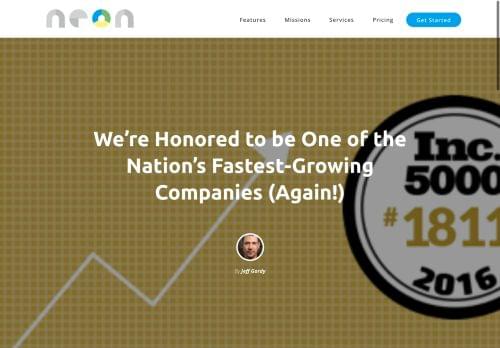 neon
Features
Missions
Services
Pricing
Get Started
We're Honored to be One of the
Nation's Fastest-Growing
Companies (Again!)
By Jeff Gordy
Inc.
5000
#1811
2016